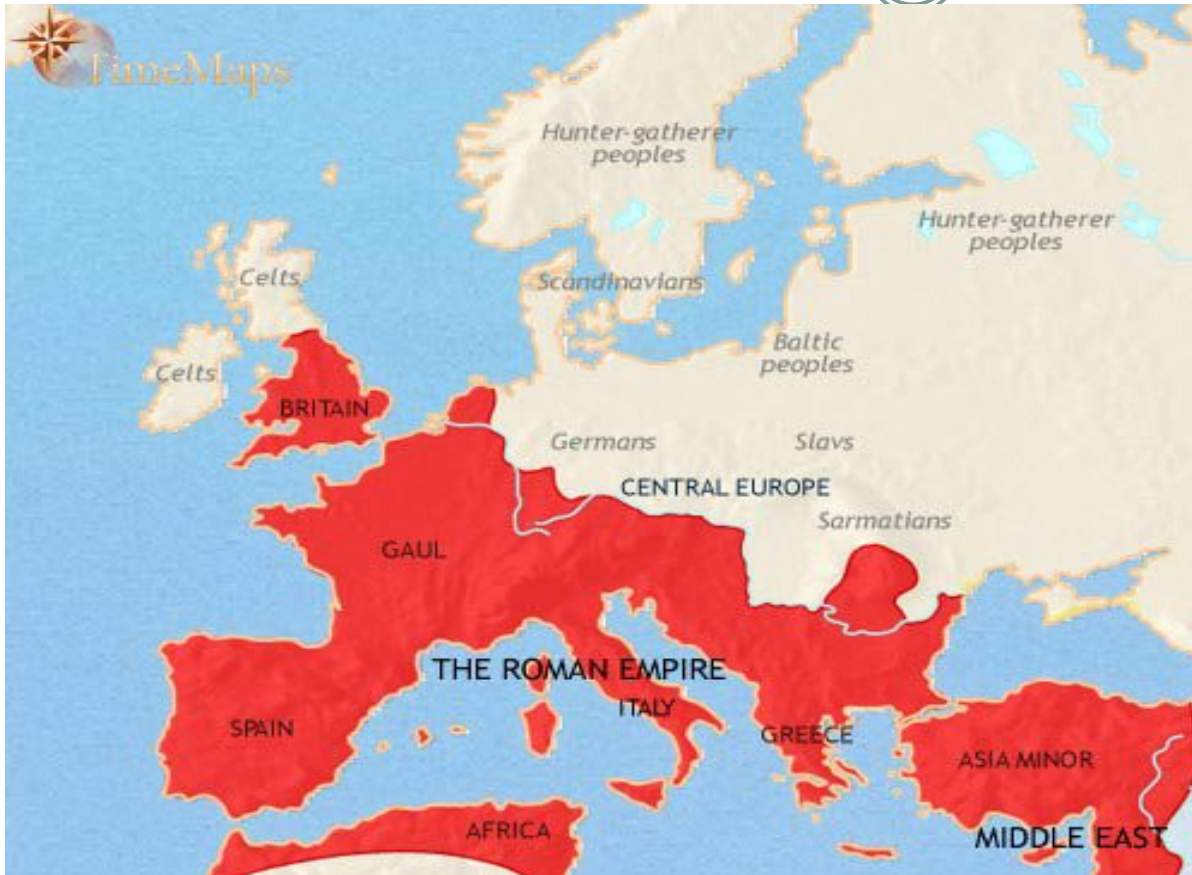 TimeMaps
Hunter-gatherer
peoples
Hunter-gatherer
peoples
Celts
Scandinavians
Baltic
peoples
Celts
BRITAIN
Germans
Slavs
CENTRAL EUROPE
Sarmatians
GAUL
THE ROMAN EMPIRE
ITALY
SPAIN
GREECE
ASIA MINOR
AFRICA
MIDDLE EAST